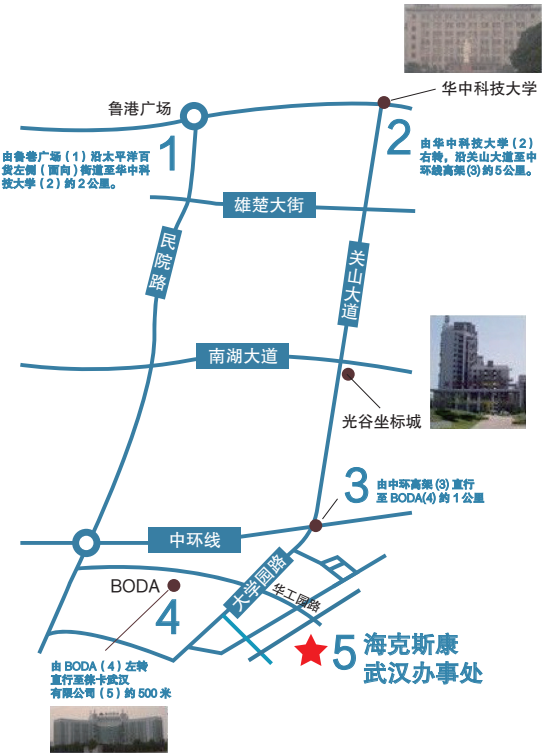 华中科技大学
鲁港广场
1
2
由鲁巷广场(1)沿太平洋百
货左侧(面向)街道至华中科
技大学(2)约2公里。
由华中科技大学(2)
右转,沿关山大道至中
环线高架(3)约5公里。
雄楚大街
民院路
关山大道
南湖大道
光谷坐标城
3
由中环高架(3)直行
至BODA(4)约1公里
中环线
大学园路
华工园路
BODA
4
5
海克斯康
武汉办事处
由BODA(4)左转
直行至徕卡武汉
有限公司(5)约500米